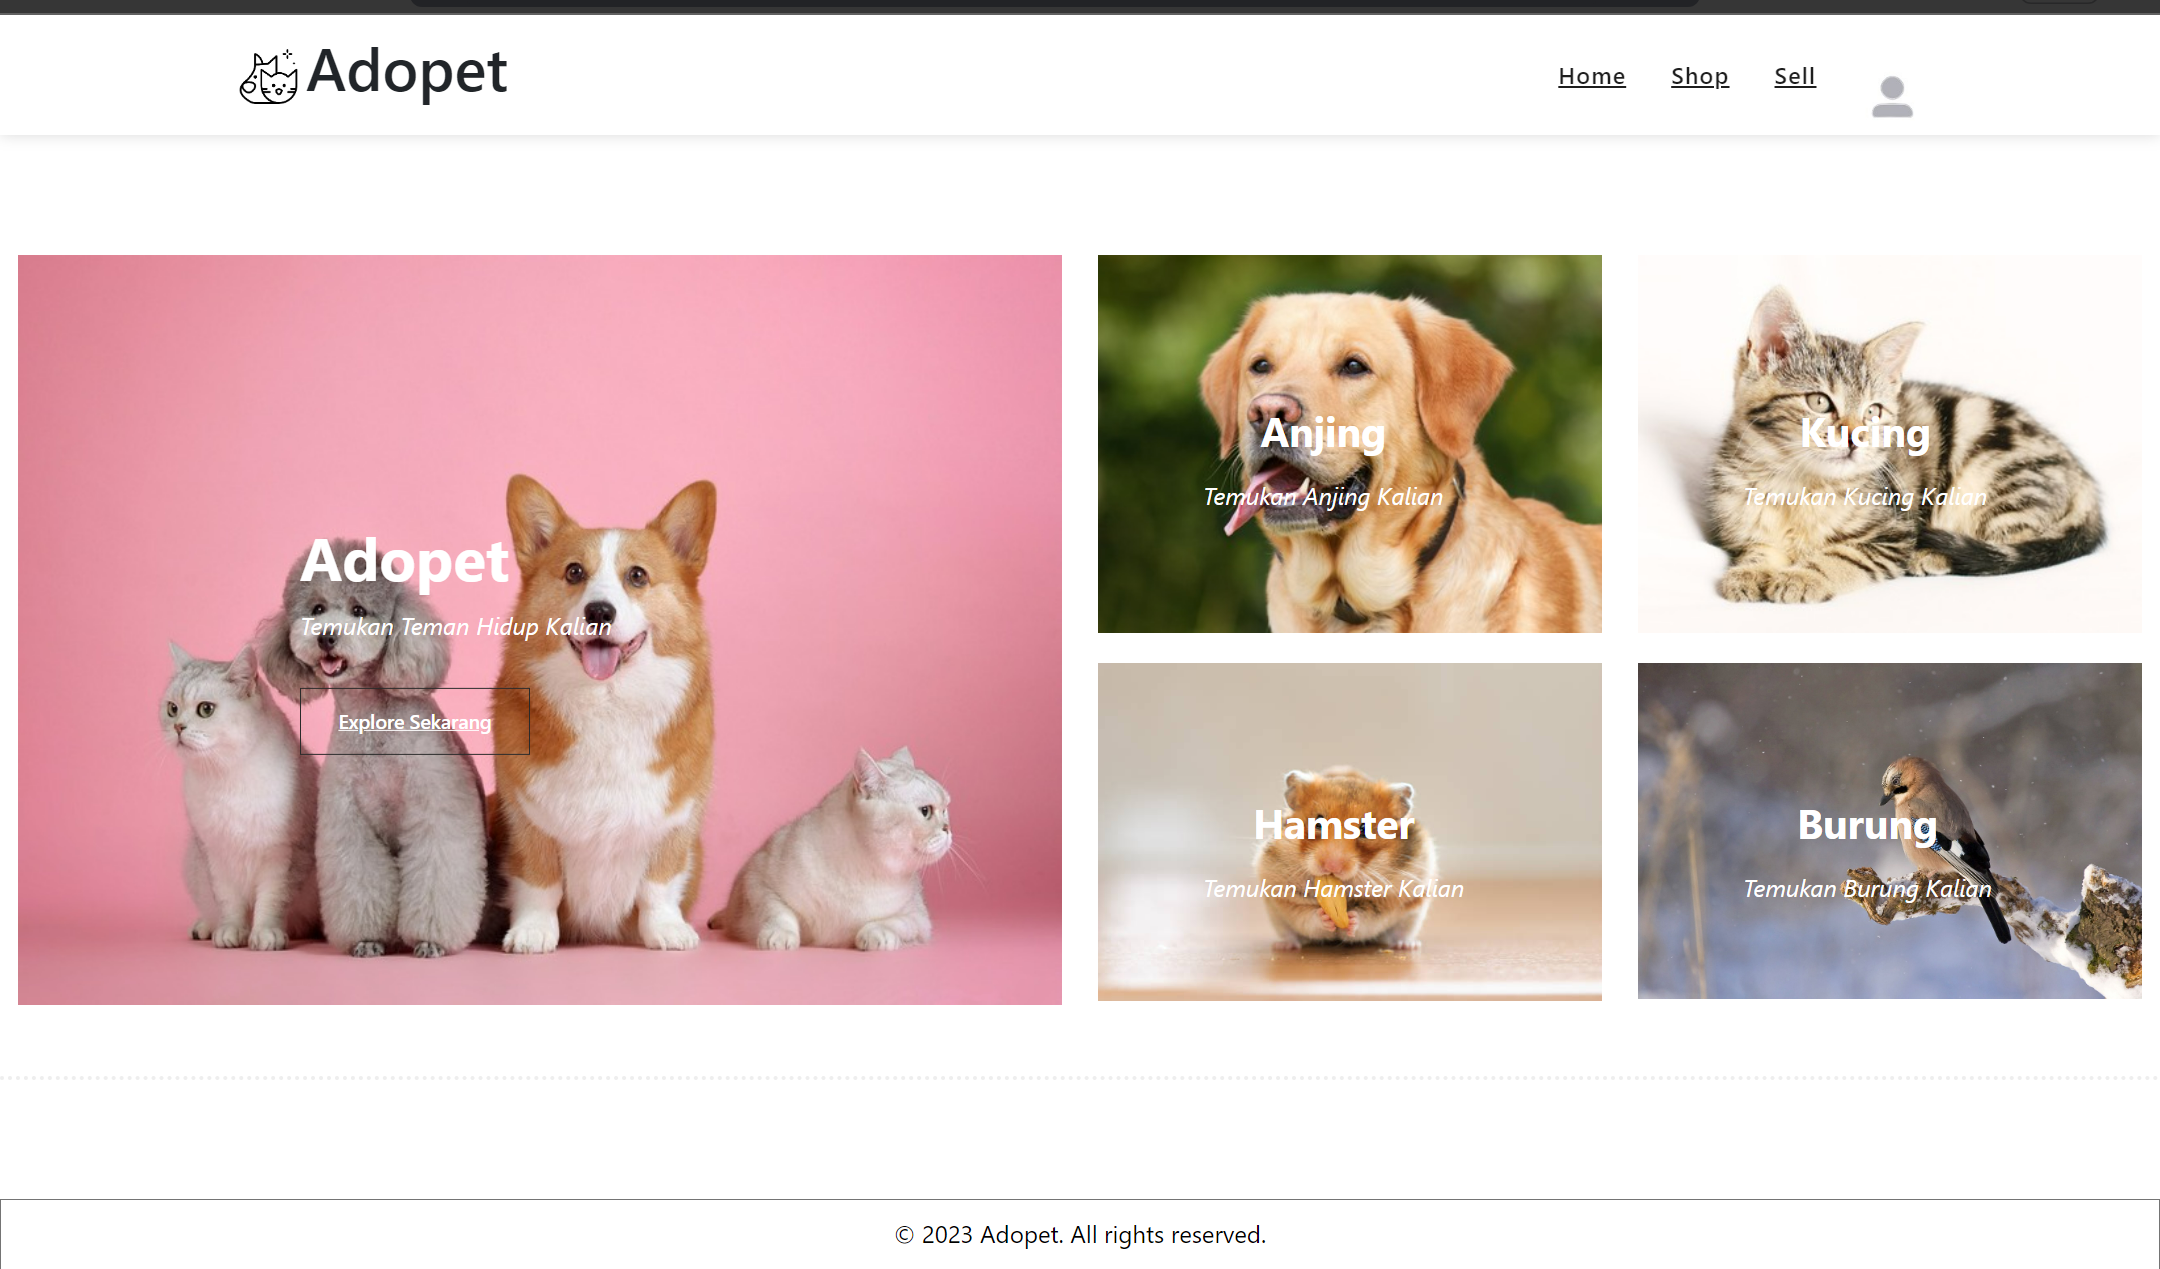 Adopet
Home
Shop
Sell
Adopet
Temukan Teman Hidup Kalian
Explore Sekarang
Anjing
Temukan Anjing Kalian
Kucing
Temukan Kucing Kalian
Hamster
Temukan Hamster Kalian
Burung
Temukan Burung Kalian
© 2023 Adopet. All rights reserved.